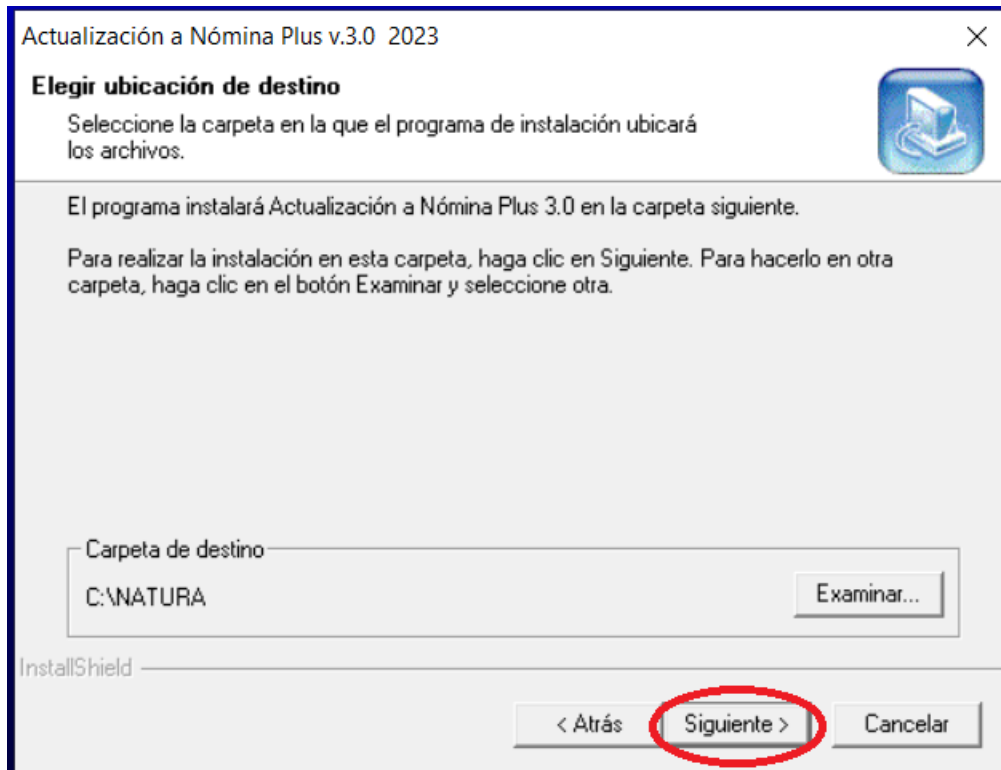 Actualización a Nómina Plus v.3.0 2023
Elegir ubicación de destino
Seleccione la carpeta en la que el programa de instalación ubicará
los archivos.
El programa instalará Actualización a Nómina Plus 3.0 en la carpeta siguiente.
Para realizar la instalación en esta carpeta, haga clic en Siguiente. Para hacerlo en otra
carpeta, haga clic en el botón Examinar y seleccione otra.
Carpeta de destino
C:\NATURA
Examinar...
InstallShield
< Atrás
Siguiente >
Cancelar